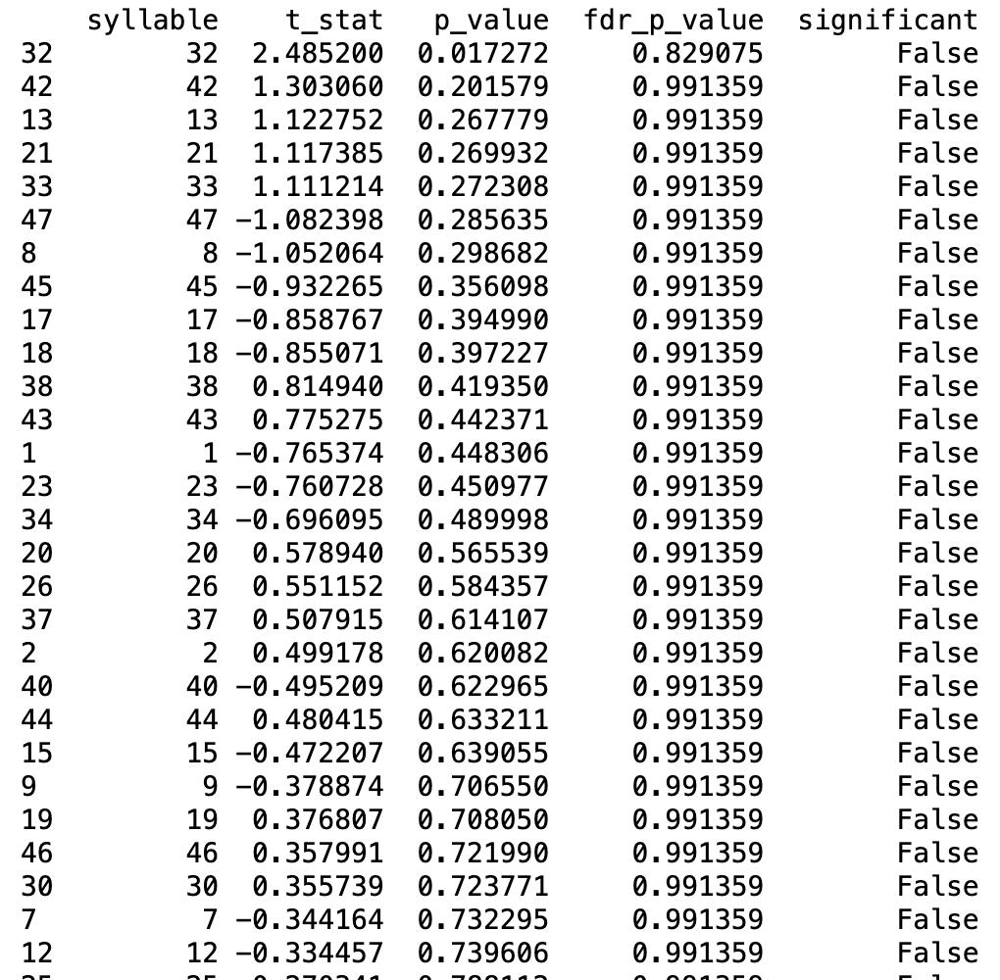 syllable t_stat p_value fdr_p_value significant
32 32 2.485200 0.017272 0.829075 False
42 42 1.303060 0.201579 0.991359 False
13 13 1.122752 0.267779 0.991359 False
21 21 1.117385 0.269932 0.991359 False
33 33 1.111214 0.272308 0.991359 False
47 47 -1.082398 0.285635 0.991359 False
8 8 -1.052064 0.298682 0.991359 False
45 45 -0.932265 0.356098 0.991359 False
17 17 -0.858767 0.394990 0.991359 False
18 18 -0.855071 0.397227 0.991359 False
38 38 0.814940 0.419350 0.991359 False
43 43 0.775275 0.442371 0.991359 False
1 1 -0.765374 0.448306 0.991359 False
23 23 -0.760728 0.450977 0.991359 False
34 34 -0.696095 0.489998 0.991359 False
20 20 0.578940 0.565539 0.991359 False
26 26 0.551152 0.584357 0.991359 False
37 37 0.507915 0.614107 0.991359 False
2 2 0.499178 0.620082 0.991359 False
40 40 -0.495209 0.622965 0.991359 False
44 44 0.480415 0.633211 0.991359 False
15 15 -0.472207 0.639055 0.991359 False
9 9 -0.378874 0.706550 0.991359 False
19 19 0.376807 0.708050 0.991359 False
46 46 0.357991 0.721990 0.991359 False
30 30 0.355739 0.723771 0.991359 False
7 7 -0.344164 0.732295 0.991359 False
12 12 -0.334457 0.739606 0.991359 False